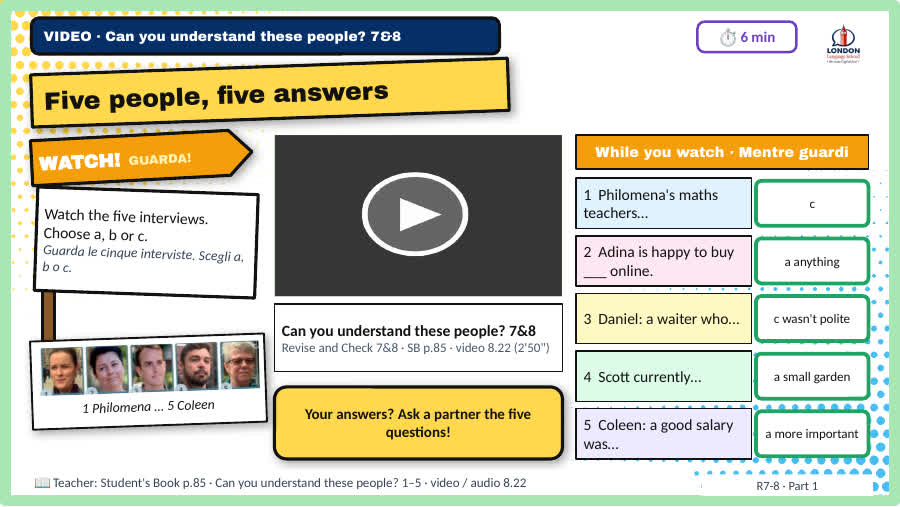 VIDEO · Can you understand these people? 7&8
⏱️ 6 min
LONDON
Language School
Five people, five answers
WATCH! GUARDA!
Watch the five interviews.
Choose a, b or c.
Guarda le cinque interviste. Scegli a,
b o c.
1 Philomena ... 5 Coleen
Can you understand these people? 7&8
Revise and Check 7&8 · SB p.85 · video 8.22 (2'50")
Your answers? Ask a partner the five
questions!
While you watch · Mentre guardi
1 Philomena's maths
teachers...
c
2 Adina is happy to buy
___ online.
a anything
3 Daniel: a waiter who...
c wasn't polite
4 Scott currently...
a small garden
5 Coleen: a good salary
was...
a more important
📖 Teacher: Student's Book p.85 · Can you understand these people? 1–5 · video / audio 8.22
R7-8 · Part 1